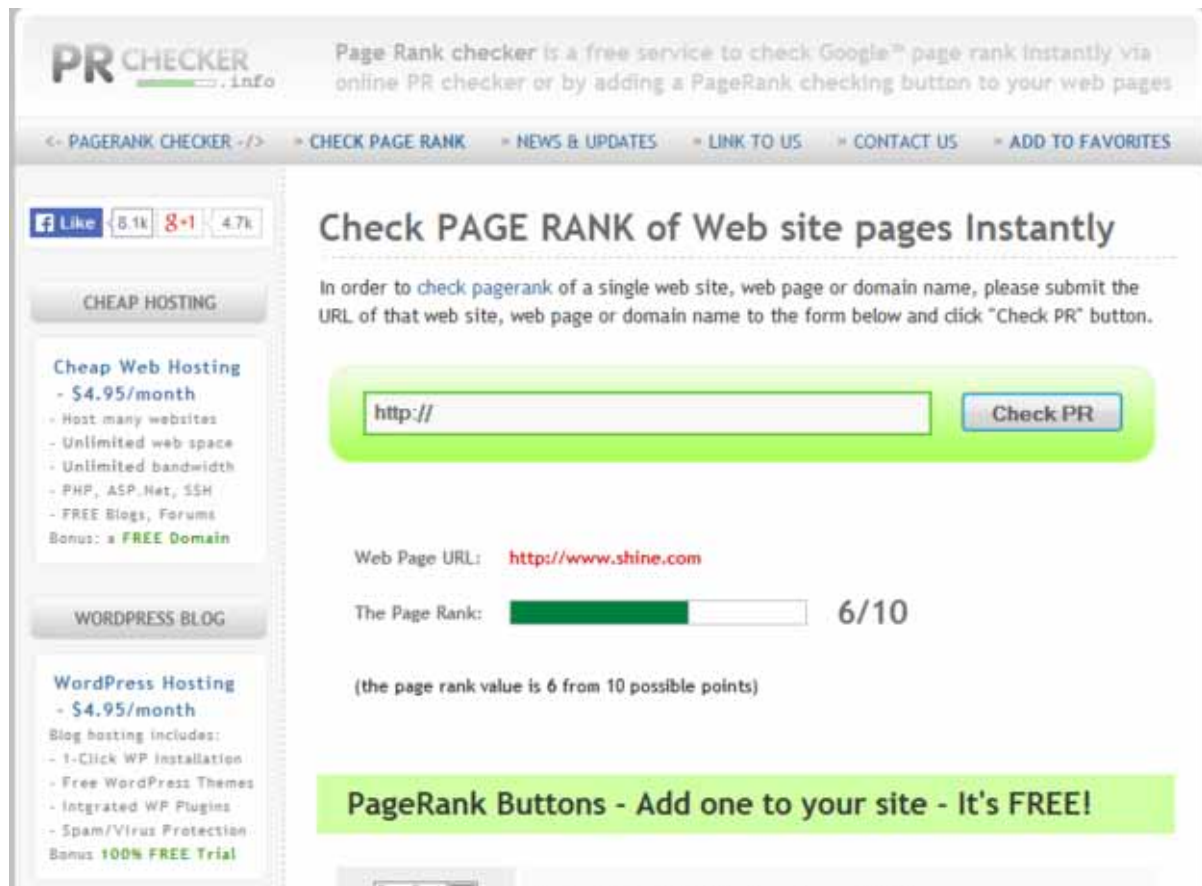 PR CHECKER
.info
Page Rank checker is a free service to check Google™ page rank instantly via
online PR checker or by adding a PageRank checking button to your web pages
<- PAGERANK CHECKER -/>
» CHECK PAGE RANK
» NEWS & UPDATES
» LINK TO US
» CONTACT US
» ADD TO FAVORITES
Like 8.1k g+1 4.7k
CHEAP HOSTING
Cheap Web Hosting
- $4.95/month
- Host many websites
- Unlimited web space
- Unlimited bandwidth
- PHP, ASP.Net, SSH
- FREE Blogs, Forums
Bonus: a FREE Domain
WORDPRESS BLOG
WordPress Hosting
- $4.95/month
Blog hosting includes:
- 1-Click WP Installation
- Free WordPress Themes
- Intgrated WP Plugins
- Spam/Virus Protection
Bonus 100% FREE Trial
Check PAGE RANK of Web site pages Instantly
In order to check pagerank of a single web site, web page or domain name, please submit the
URL of that web site, web page or domain name to the form below and click "Check PR" button.
http://
Check PR
Web Page URL: http://www.shine.com
The Page Rank: 6/10
(the page rank value is 6 from 10 possible points)
PageRank Buttons - Add one to your site - It's FREE!